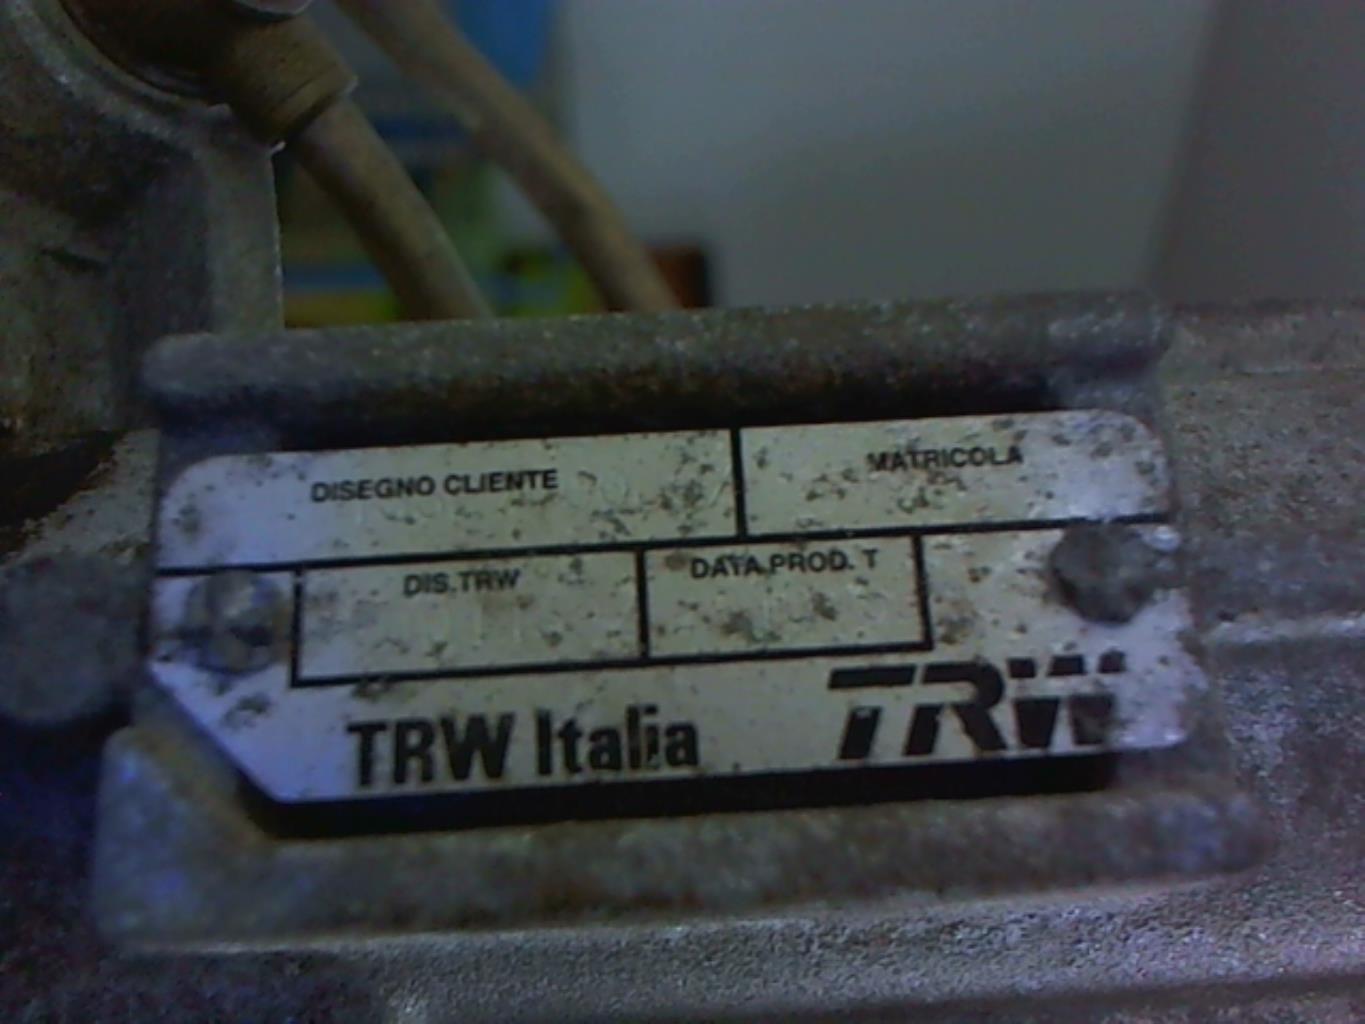 DISEGNO CLIENTE MATRICOLA
DIS.TRW DATA PROD. T
TRW Italia TRW